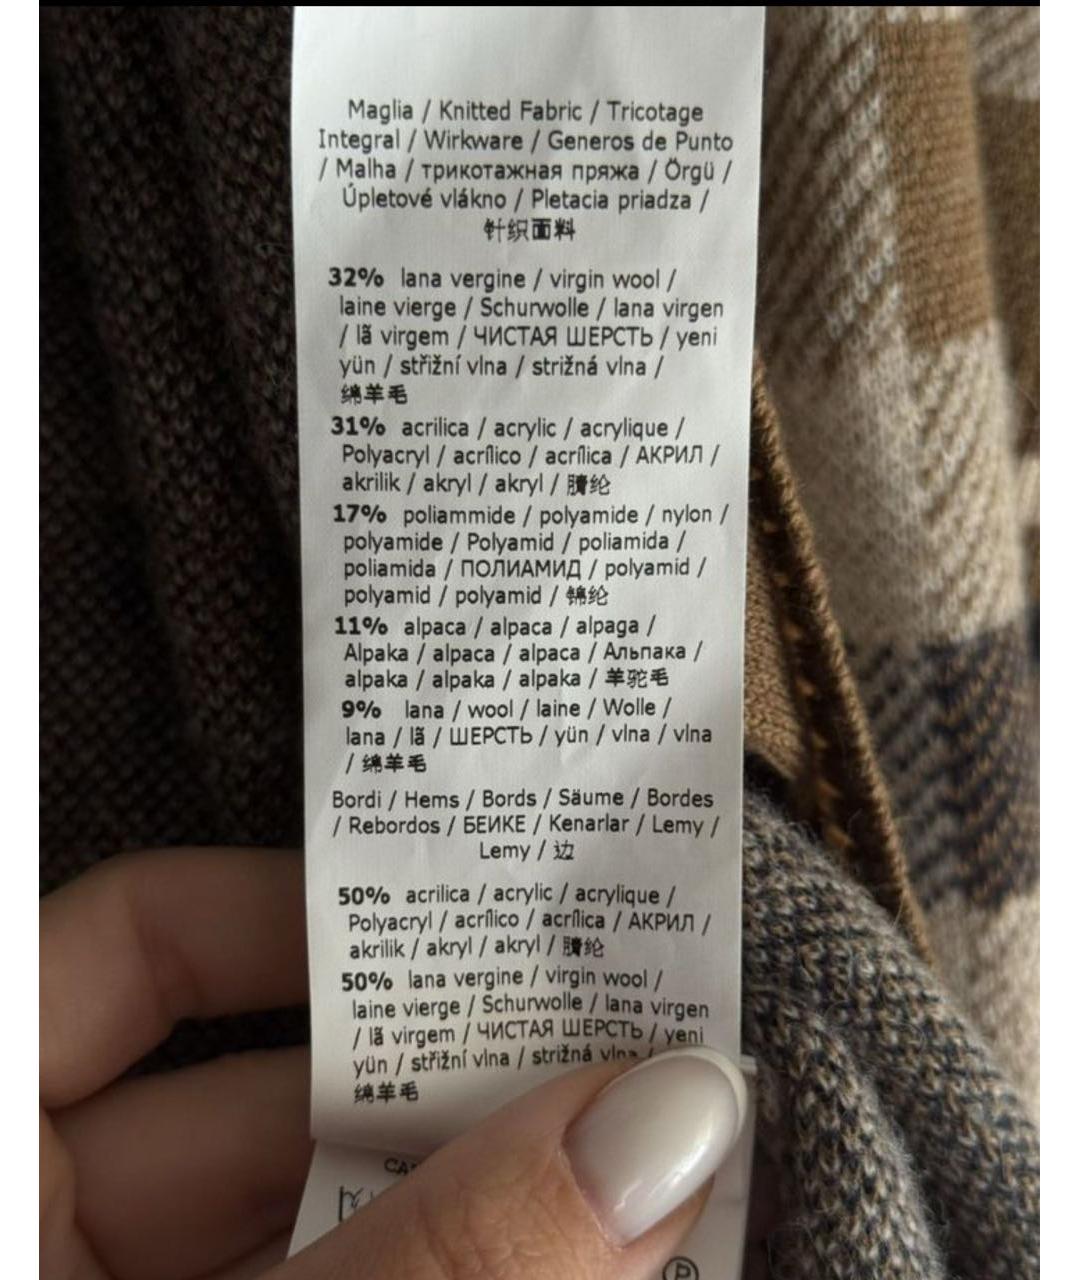 Maglia / Knitted Fabric / Tricotage
Integral / Wirkware / Generos de Punto
/ Malha / трикотажная пряжа / Örgü /
Úpletové vlákno / Pletacia priadza /
针织面料
32% lana vergine / virgin wool /
laine vierge / Schurwolle / lana virgen
/ lã virgem / ЧИСТАЯ ШЕРСТЬ / yeni
yün / střižní vlna / strižná vlna /
绵羊毛
31% acrilica / acrylic / acrylique /
Polyacryl / acrílico / acrílica / АКРИЛ /
akrilik / akryl / akryl / 腈纶
17% poliammide / polyamide / nylon /
polyamide / Polyamid / poliamida /
poliamida / ПОЛИАМИД / polyamid /
polyamid / polyamid / 锦纶
11% alpaca / alpaca / alpaga /
Alpaka / alpaca / alpaca / Альпака /
alpaka / alpaka / alpaka / 羊驼毛
9% lana / wool / laine / Wolle /
lana / lã / ШЕРСТЬ / yün / vlna / vlna
/ 绵羊毛
Bordi / Hems / Bords / Säume / Bordes
/ Rebordos / БЕИКЕ / Kenarlar / Lemy /
Lemy / 边
50% acrilica / acrylic / acrylique /
Polyacryl / acrílico / acrílica / АКРИЛ /
akrilik / akryl / akryl / 腈纶
50% lana vergine / virgin wool /
laine vierge / Schurwolle / lana virgen
/ lã virgem / ЧИСТАЯ ШЕРСТЬ / yeni
yün / střižní vlna / strižná vlna /
绵羊毛
P